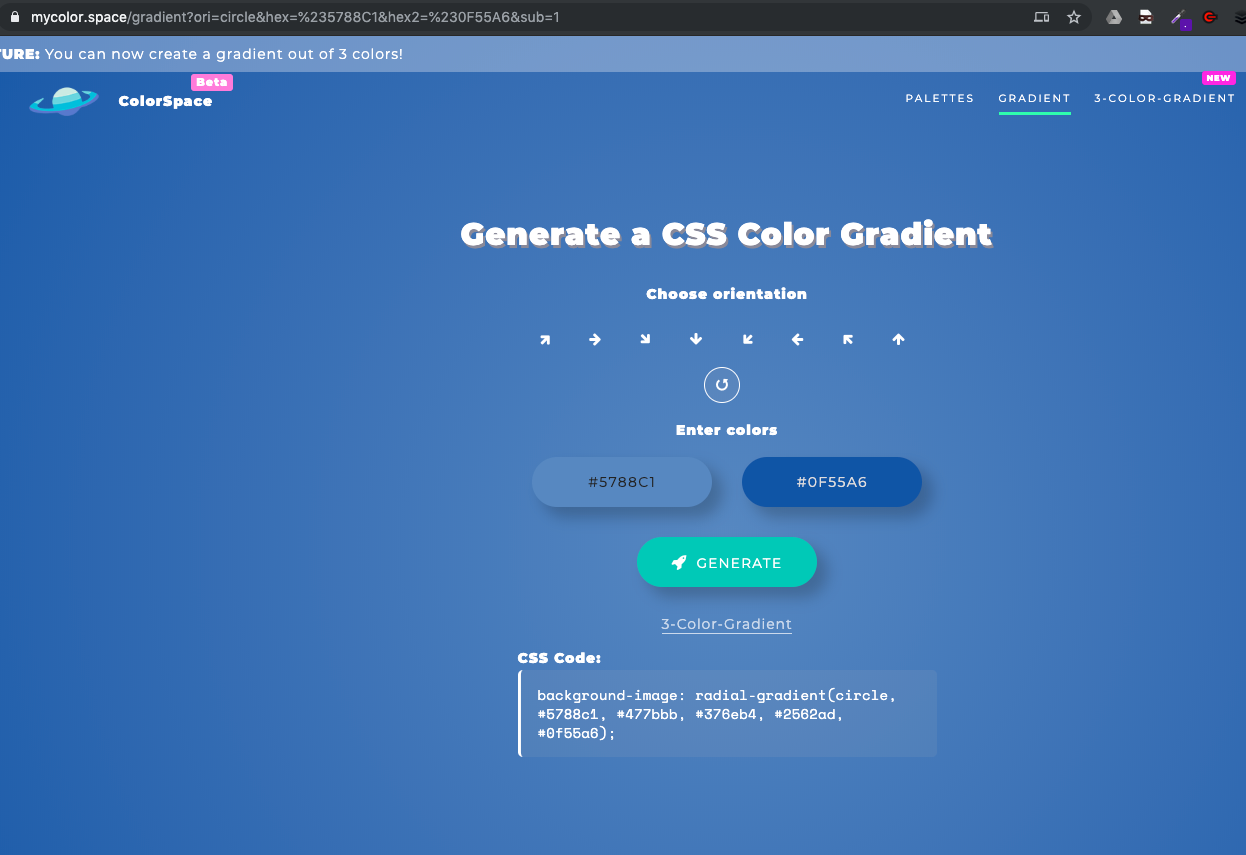 mycolor.space/gradient?ori=circle&hex=%235788C1&hex2=%230F55A6&sub=1
TURE: You can now create a gradient out of 3 colors!
Beta
ColorSpace
NEW
PALETTES GRADIENT 3-COLOR-GRADIENT
Generate a CSS Color Gradient
Choose orientation
Enter colors
#5788C1 #0F55A6
GENERATE
3-Color-Gradient
CSS Code:
background-image: radial-gradient(circle,
#5788c1, #477bbb, #376eb4, #2562ad,
#0f55a6);